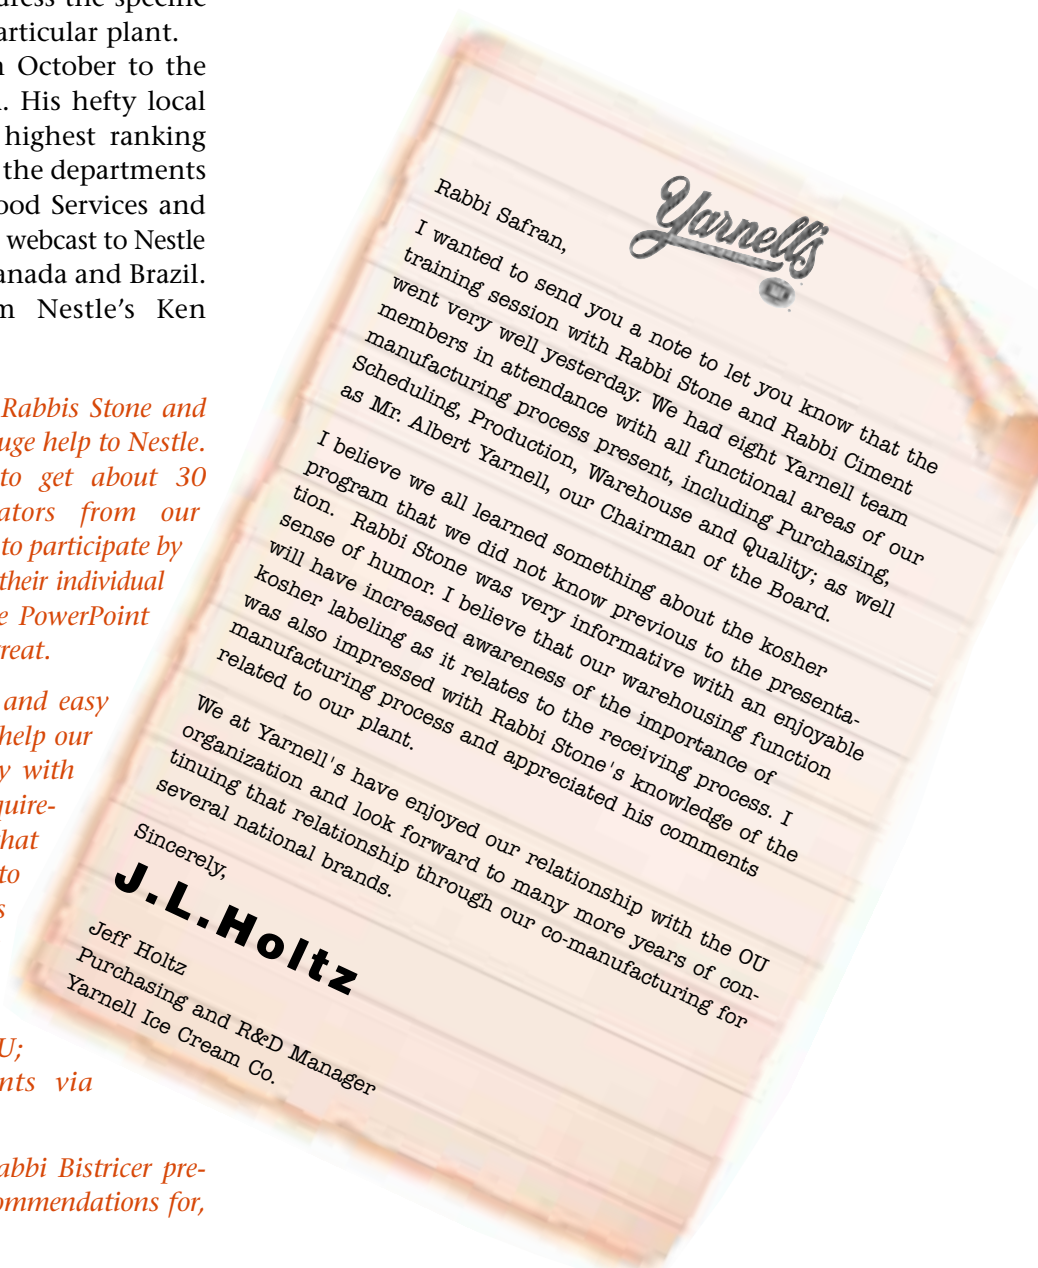 dress the specific
articular plant.
n October to the
. His hefty local
highest ranking
the departments
ood Services and
webcast to Nestle
anada and Brazil.
m Nestle's Ken
Rabbis Stone and
uge help to Nestle.
to get about 30
ators from our
to participate by
their individual
e PowerPoint
reat.
and easy
help our
y with
quire-
hat
to
s
U;
nts via
abbi Bistricer pre-
ommendations for,
Yarnell's
Rabbi Safran,
I wanted to send you a note to let you know that the
training session with Rabbi Stone and Rabbi Ciment
went very well yesterday. We had eight Yarnell team
members in attendance with all functional areas of our
manufacturing process present, including Purchasing,
Scheduling, Production, Warehouse and Quality; as well
as Mr. Albert Yarnell, our Chairman of the Board.
I believe we all learned something about the kosher
program that we did not know previous to the presenta-
tion. Rabbi Stone was very informative with an enjoyable
sense of humor. I believe that our warehousing function
will have increased awareness of the importance of
kosher labeling as it relates to the receiving process. I
was also impressed with Rabbi Stone's knowledge of the
manufacturing process and appreciated his comments
related to our plant.
We at Yarnell's have enjoyed our relationship with the OU
organization and look forward to many more years of con-
tinuing that relationship through our co-manufacturing for
several national brands.
Sincerely,
J.L.Holtz
Jeff Holtz
Purchasing and R&D Manager
Yarnell Ice Cream Co.